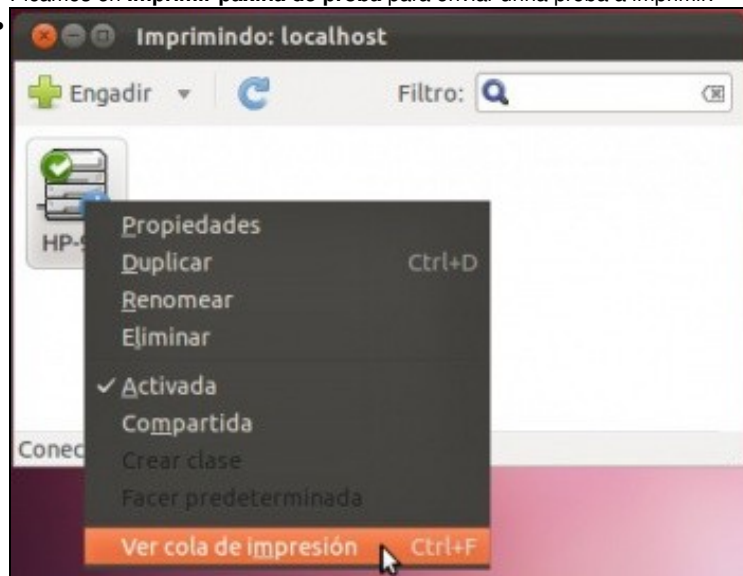 Imprimindo: localhost
Engadir
Filtro:
HP-
Propiedades
Duplicar Ctrl+D
Renomear
Eliminar
✓ Activada
Compartida
Conec
Crear clase
Facer predeterminada
Ver cola de impresión Ctrl+F